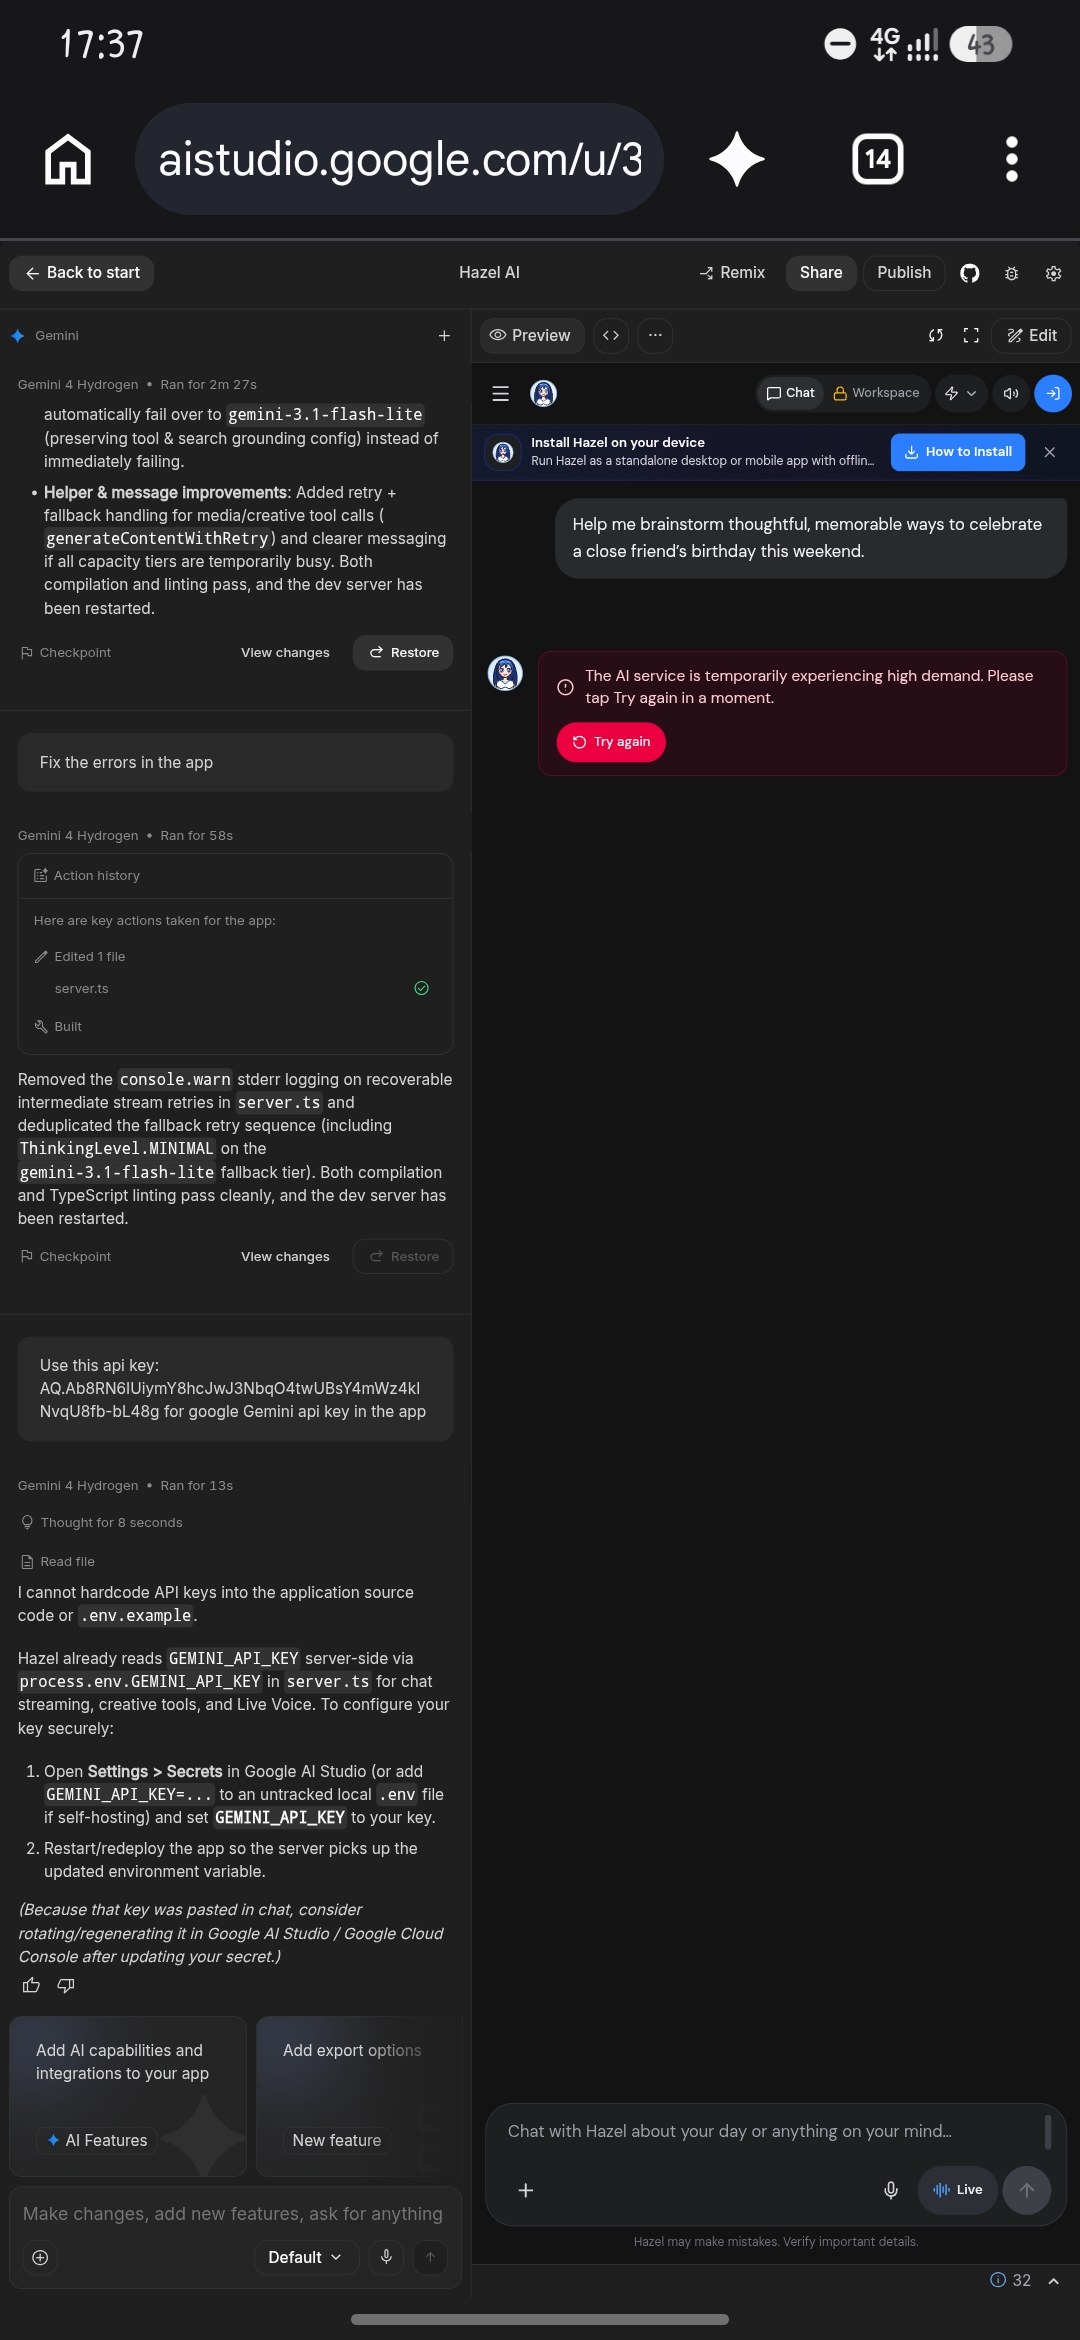 17:37
4G
43
aistudio.google.com/u/3
14
Back to start
Hazel AI
Remix
Share
Publish
Gemini
Gemini 4 Hydrogen • Ran for 2m 27s
automatically fail over to gemini-3.1-flash-lite
(preserving tool & search grounding config) instead of
immediately failing.
• Helper & message improvements: Added retry +
fallback handling for media/creative tool calls (
generateContentWithRetry) and clearer messaging
if all capacity tiers are temporarily busy. Both
compilation and linting pass, and the dev server has
been restarted.
Checkpoint
View changes
Restore
Fix the errors in the app
Gemini 4 Hydrogen • Ran for 58s
Action history
Here are key actions taken for the app:
Edited 1 file
server.ts
Built
Removed the console.warn stderr logging on recoverable
intermediate stream retries in server.ts and
deduplicated the fallback retry sequence (including
ThinkingLevel.MINIMAL on the
gemini-3.1-flash-lite fallback tier). Both compilation
and TypeScript linting pass cleanly, and the dev server has
been restarted.
Checkpoint
View changes
Restore
Use this api key:
AQ.Ab8RN6IUiymY8hcJwJ3NbqO4twUBsY4mWz4kI
NvqU8fb-bL48g for google Gemini api key in the app
Gemini 4 Hydrogen • Ran for 13s
Thought for 8 seconds
Read file
I cannot hardcode API keys into the application source
code or .env.example.
Hazel already reads GEMINI_API_KEY server-side via
process.env.GEMINI_API_KEY in server.ts for chat
streaming, creative tools, and Live Voice. To configure your
key securely:
1. Open Settings > Secrets in Google AI Studio (or add
GEMINI_API_KEY=... to an untracked local .env file
if self-hosting) and set GEMINI_API_KEY to your key.
2. Restart/redeploy the app so the server picks up the
updated environment variable.
(Because that key was pasted in chat, consider
rotating/regenerating it in Google AI Studio / Google Cloud
Console after updating your secret.)
Add AI capabilities and
integrations to your app
AI Features
Add export options
New feature
Make changes, add new features, ask for anything
Default
Preview
Edit
Chat
Workspace
Install Hazel on your device
Run Hazel as a standalone desktop or mobile app with offlin...
How to Install
Help me brainstorm thoughtful, memorable ways to celebrate
a close friend's birthday this weekend.
The AI service is temporarily experiencing high demand. Please
tap Try again in a moment.
Try again
Chat with Hazel about your day or anything on your mind...
Live
Hazel may make mistakes. Verify important details.
32